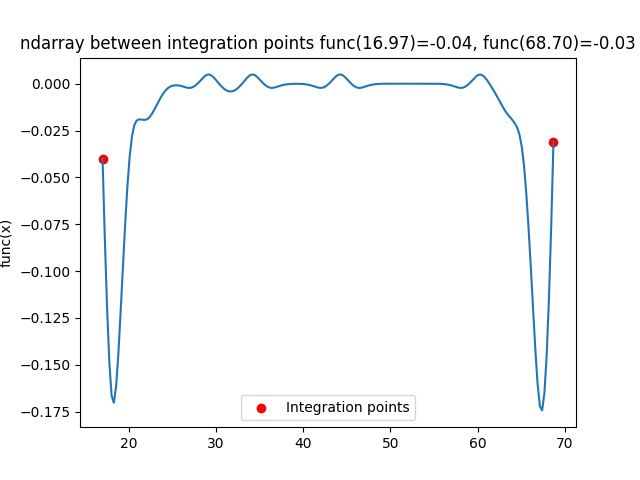 ndarray between integration points func(16.97)=-0.04, func(68.70)=-0.03
func(x)
0.000
−0.025
−0.050
−0.075
−0.100
−0.125
−0.150
−0.175
Integration points
20 30 40 50 60 70